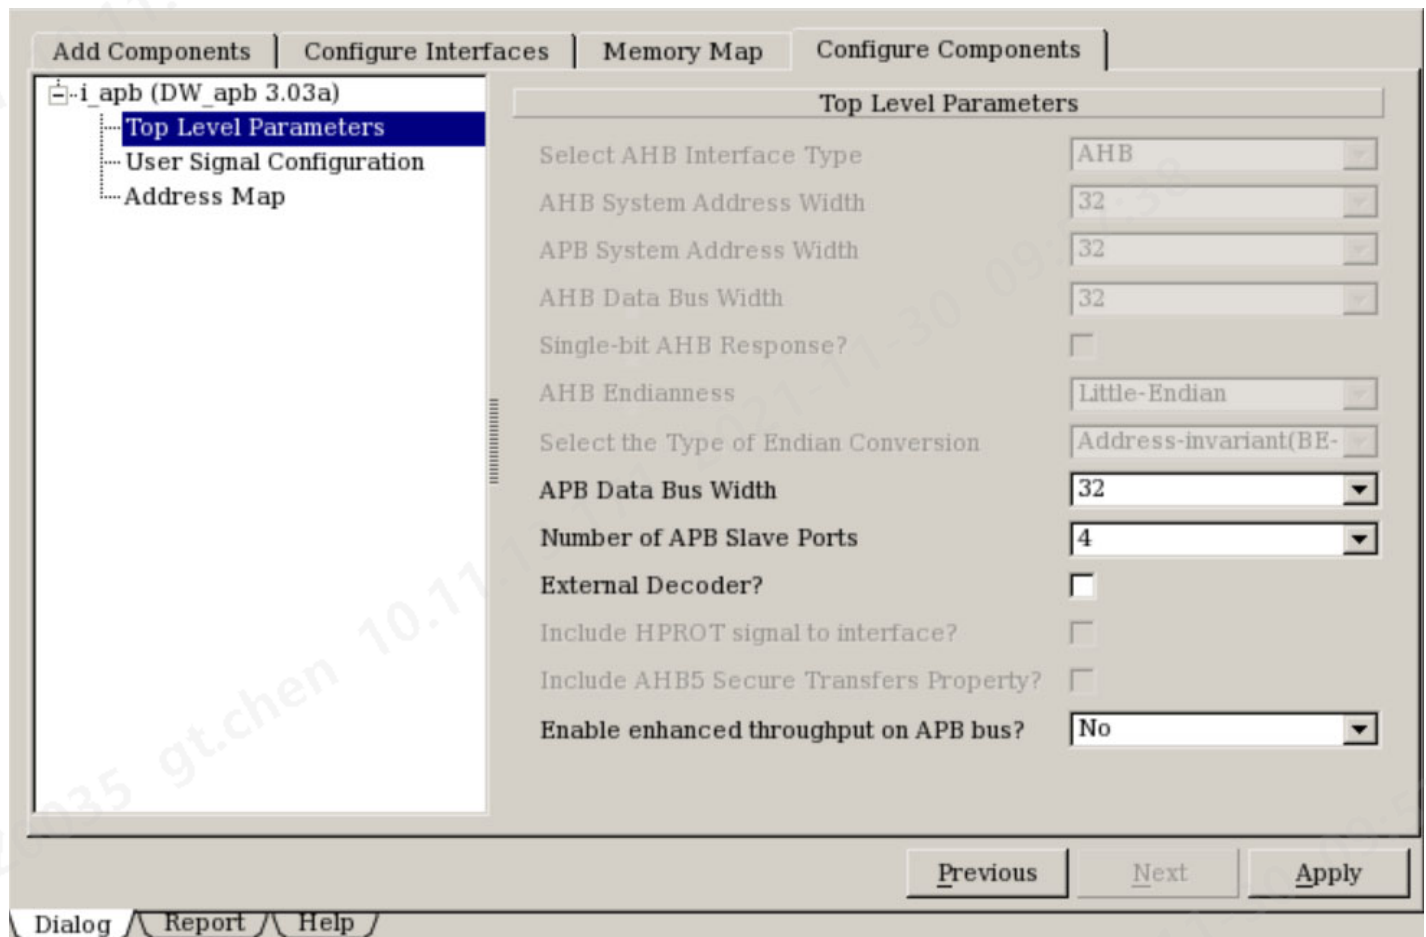 Add Components Configure Interfaces Memory Map Configure Components
i_apb (DW_apb 3.03a)
Top Level Parameters
User Signal Configuration
Address Map
Top Level Parameters
Select AHB Interface Type AHB
AHB System Address Width 32
APB System Address Width 32
AHB Data Bus Width 32
Single-bit AHB Response?
AHB Endianness Little-Endian
Select the Type of Endian Conversion Address-invariant(BE-
APB Data Bus Width 32
Number of APB Slave Ports 4
External Decoder?
Include HPROT signal to interface?
Include AHB5 Secure Transfers Property?
Enable enhanced throughput on APB bus? No
Previous Next Apply
Dialog Report Help
gt.chen